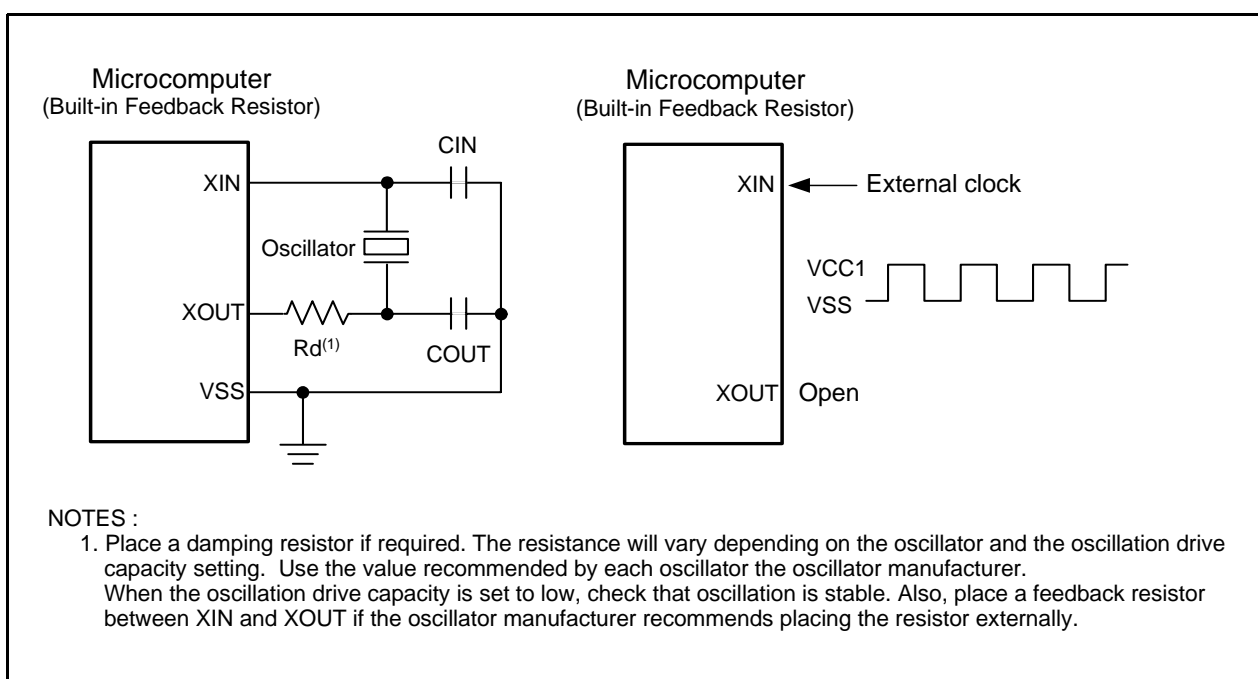 Microcomputer
(Built-in Feedback Resistor)
XIN
CIN
Oscillator
XOUT
Rd(1)
COUT
VSS
Microcomputer
(Built-in Feedback Resistor)
XIN
External clock
VCC1
VSS
XOUT
Open
NOTES :
1. Place a damping resistor if required. The resistance will vary depending on the oscillator and the oscillation drive
capacity setting. Use the value recommended by each oscillator the oscillator manufacturer.
When the oscillation drive capacity is set to low, check that oscillation is stable. Also, place a feedback resistor
between XIN and XOUT if the oscillator manufacturer recommends placing the resistor externally.